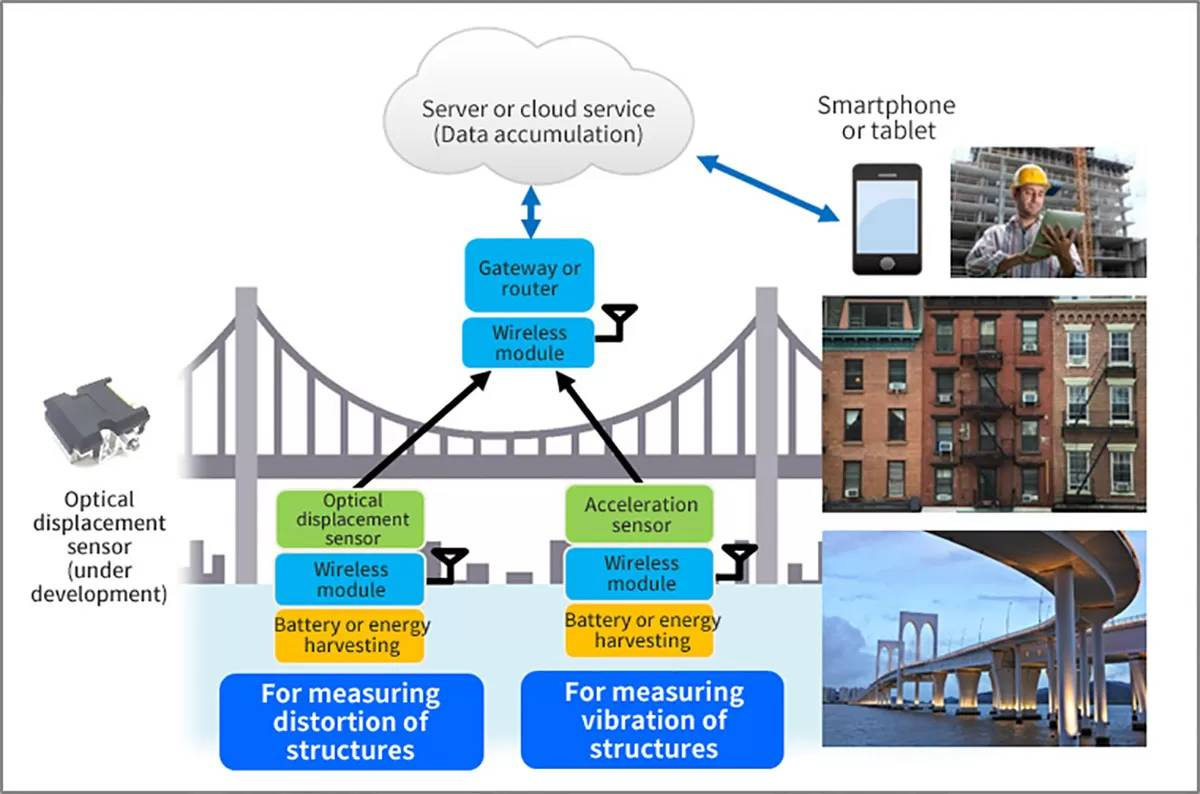 Server or cloud service
(Data accumulation)
Smartphone
or tablet
Gateway or
router
Wireless
module
Optical
displacement
sensor
(under
development)
Optical
displacement
sensor
Wireless
module
Battery or energy
harvesting
For measuring
distortion of
structures
Acceleration
sensor
Wireless
module
Battery or energy
harvesting
For measuring
vibration of
structures